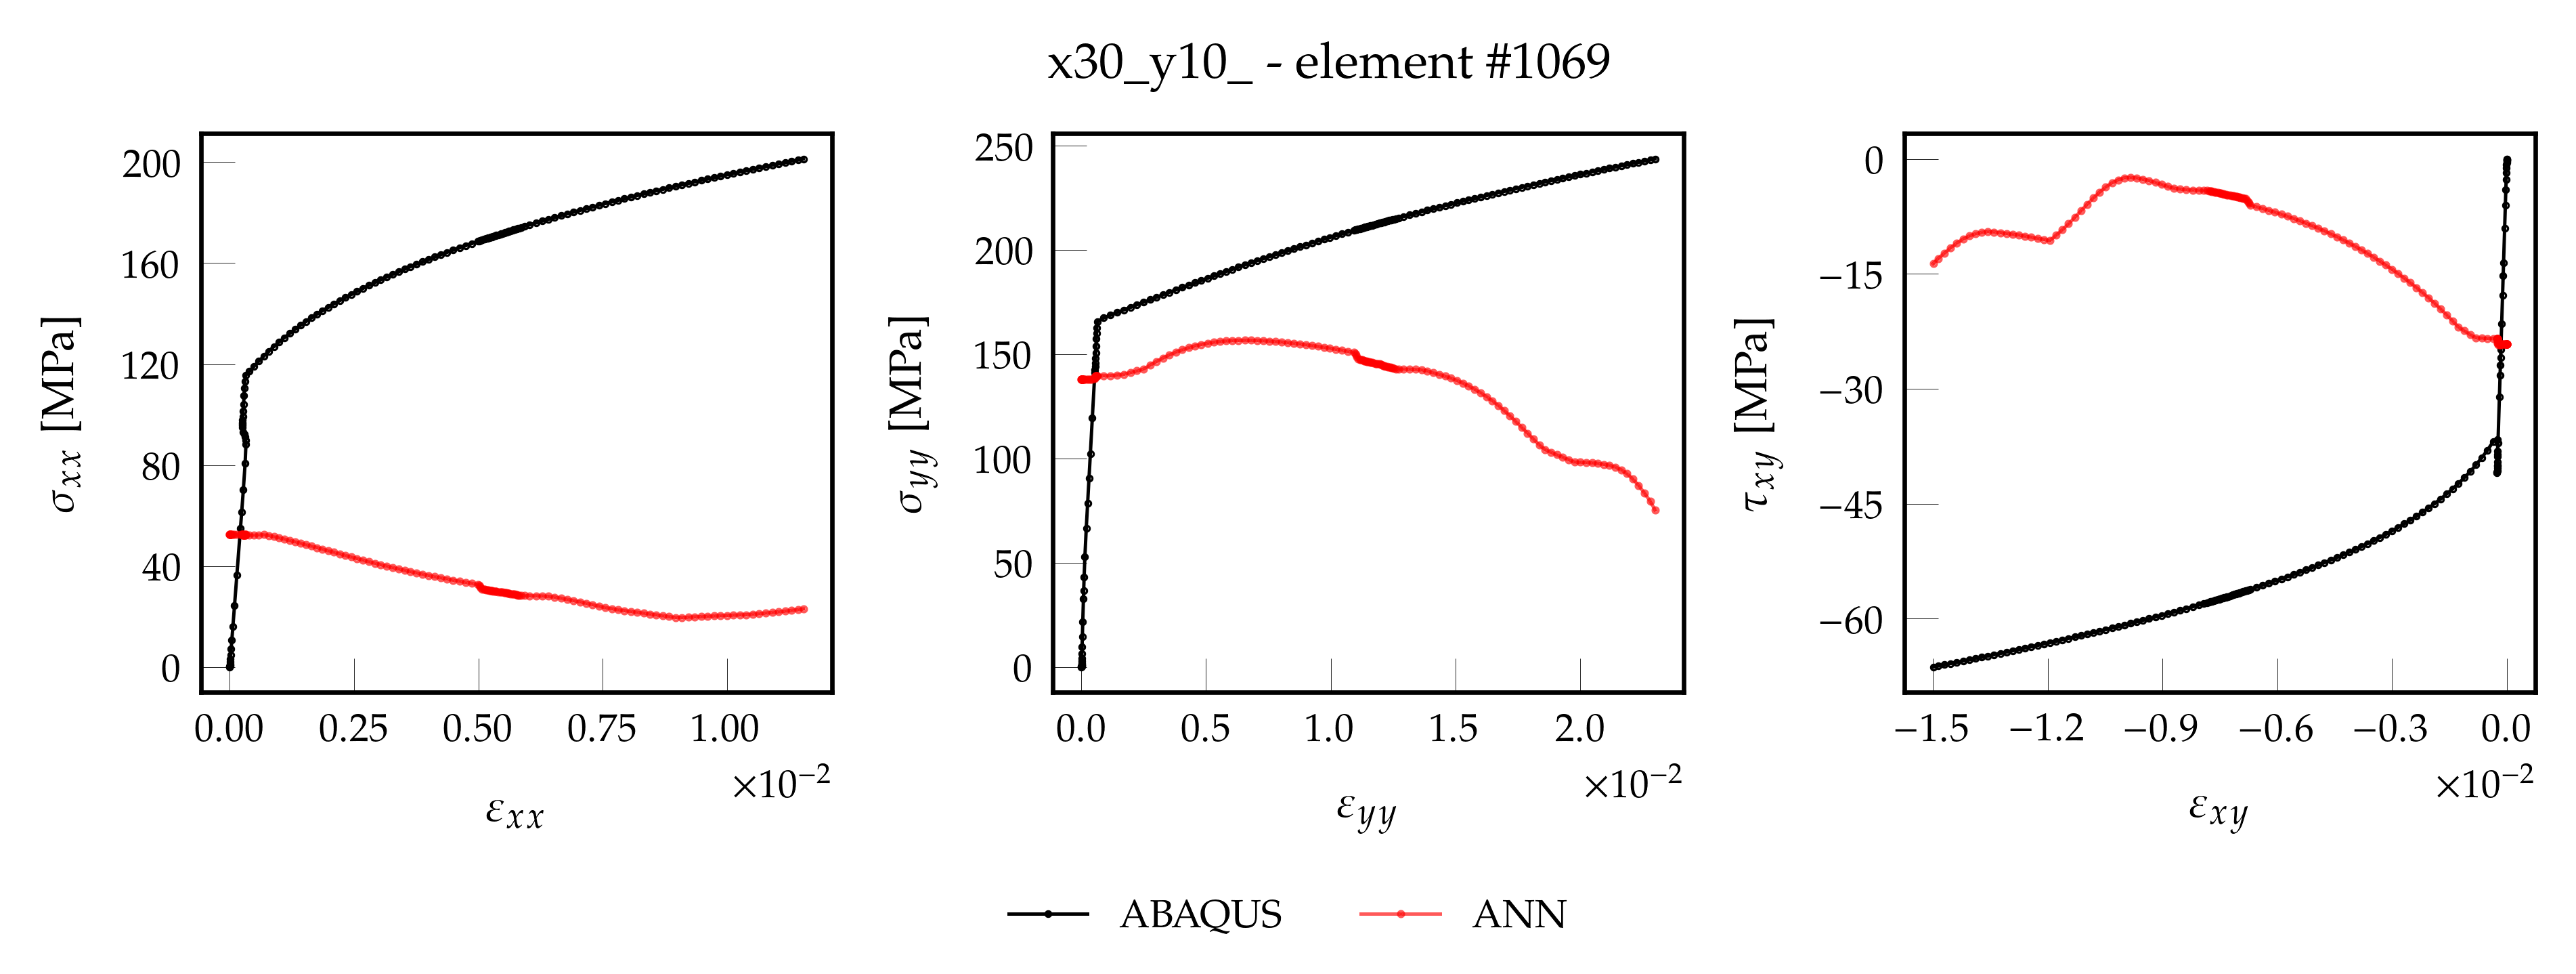 x30_y10_ - element #1069
σxx [MPa]
200
160
120
80
40
0
0.00 0.25 0.50 0.75 1.00
×10−2
εxx
σyy [MPa]
250
200
150
100
50
0
0.0 0.5 1.0 1.5 2.0
×10−2
εyy
τxy [MPa]
0
−15
−30
−45
−60
−1.5 −1.2 −0.9 −0.6 −0.3 0.0
×10−2
εxy
ABAQUS ANN